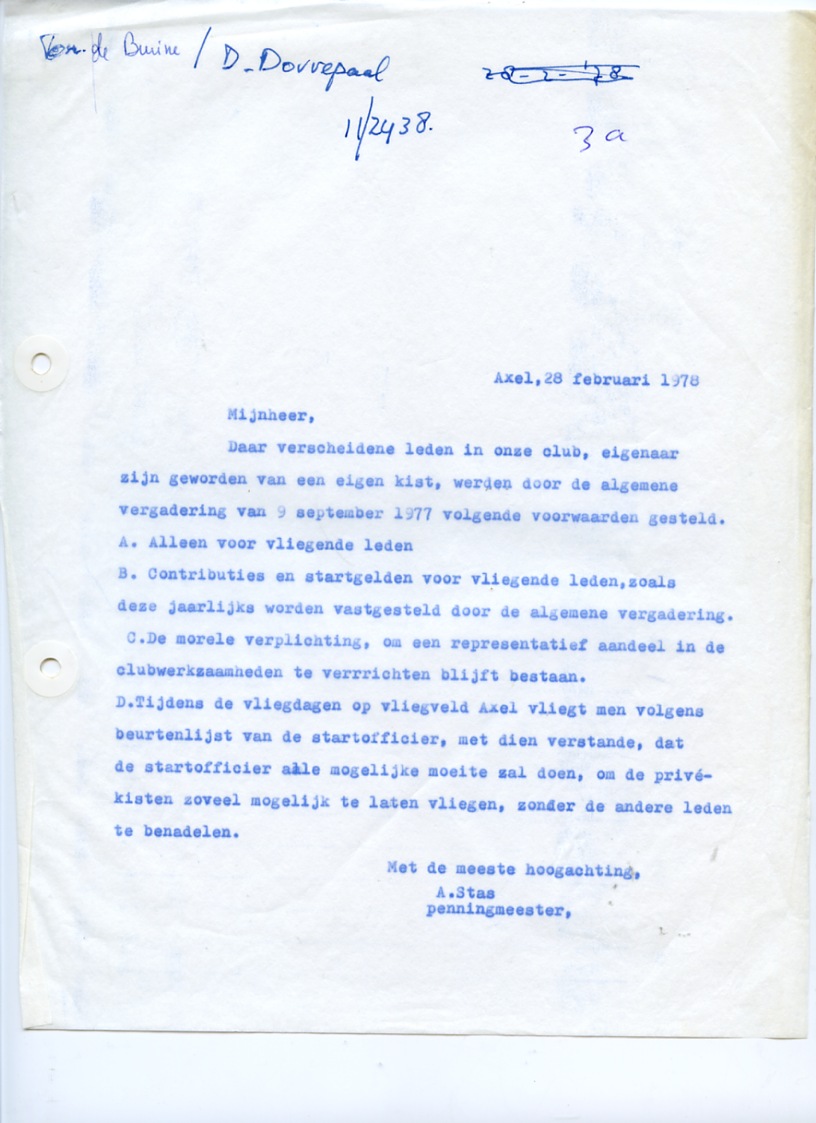 de Bruine / D. Dorrepaal
28-2-'78
11/2438.
3a
Axel,28 februari 1978
Mijnheer,
Daar verscheidene leden in onze club, eigenaar
zijn geworden van een eigen kist, werden door de algemene
vergadering van 9 september 1977 volgende voorwaarden gesteld.
A. Alleen voor vliegende leden
B. Contributies en startgelden voor vliegende leden,zoals
deze jaarlijks worden vastgesteld door de algemene vergadering.
C.De morele verplichting, om een representatief aandeel in de
clubwerkzaamheden te verrrichten blijft bestaan.
D.Tijdens de vliegdagen op vliegveld Axel vliegt men volgens
beurtenlijst van de startofficier, met dien verstande, dat
de startofficier alle mogelijke moeite zal doen, om de privé-
kisten zoveel mogelijk te laten vliegen, zonder de andere leden
te benadelen.
Met de meeste hoogachting,
A.Stas
penningmeester,